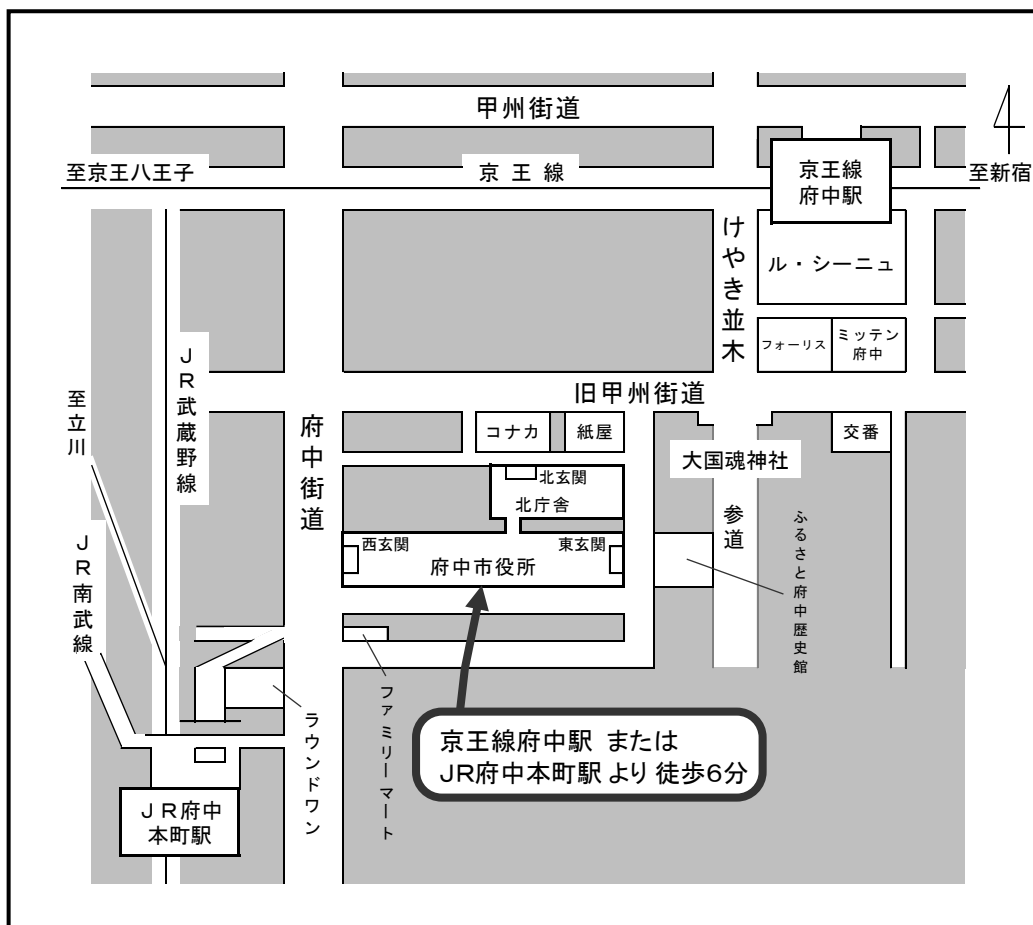 甲州街道
至京王八王子
京王線
京王線
府中駅
至新宿
けやき並木
ル・シーニュ
フォーリス
ミッテン
府中
旧甲州街道
JR武蔵野線
至立川
府中街道
コナカ
紙屋
交番
大国魂神社
北玄関
北庁舎
参道
ふるさと府中歴史館
JR南武線
西玄関
東玄関
府中市役所
ファミリーマート
ラウンドワン
京王線府中駅 または
JR府中本町駅 より 徒歩6分
JR府中
本町駅